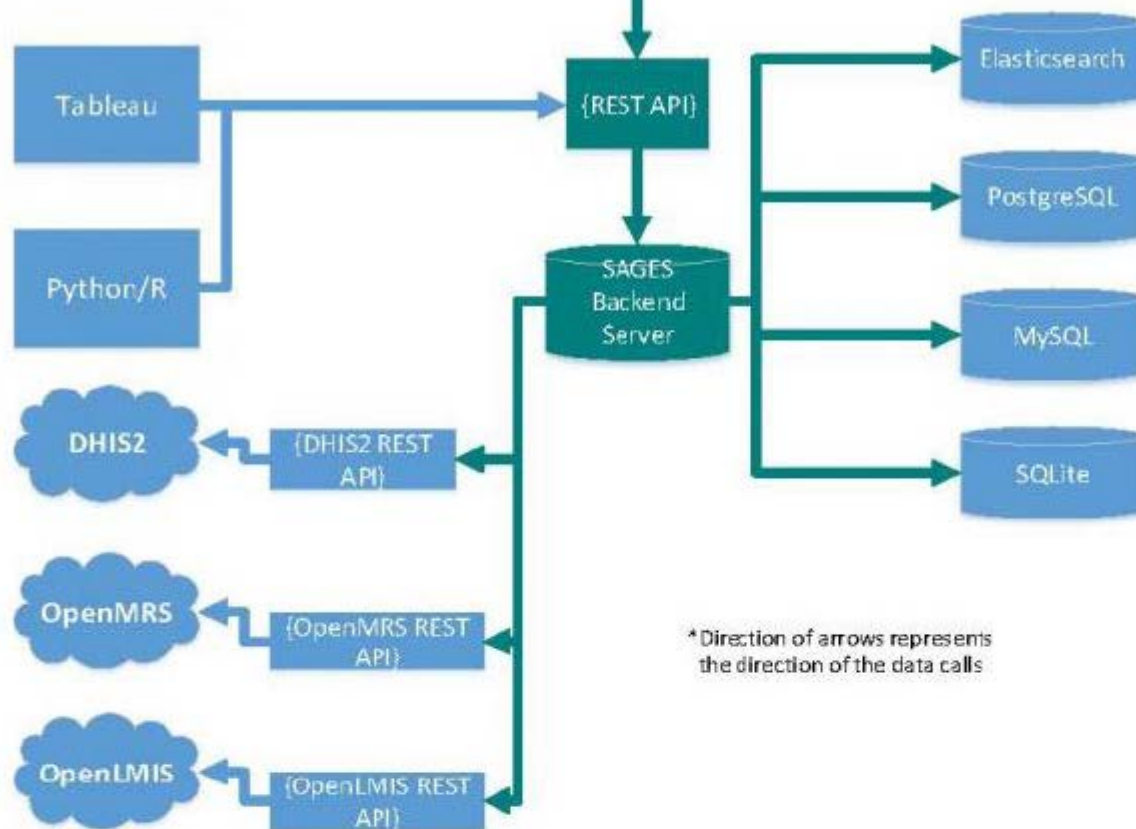 Tableau
{REST API}
Elasticsearch
PostgreSQL
Python/R
SAGES
Backend
Server
MySQL
DHIS2
{DHIS2 REST
API}
SQLite
OpenMRS
{OpenMRS REST
API}
*Direction of arrows represents
the direction of the data calls
OpenLMIS
{OpenLMIS REST
API}